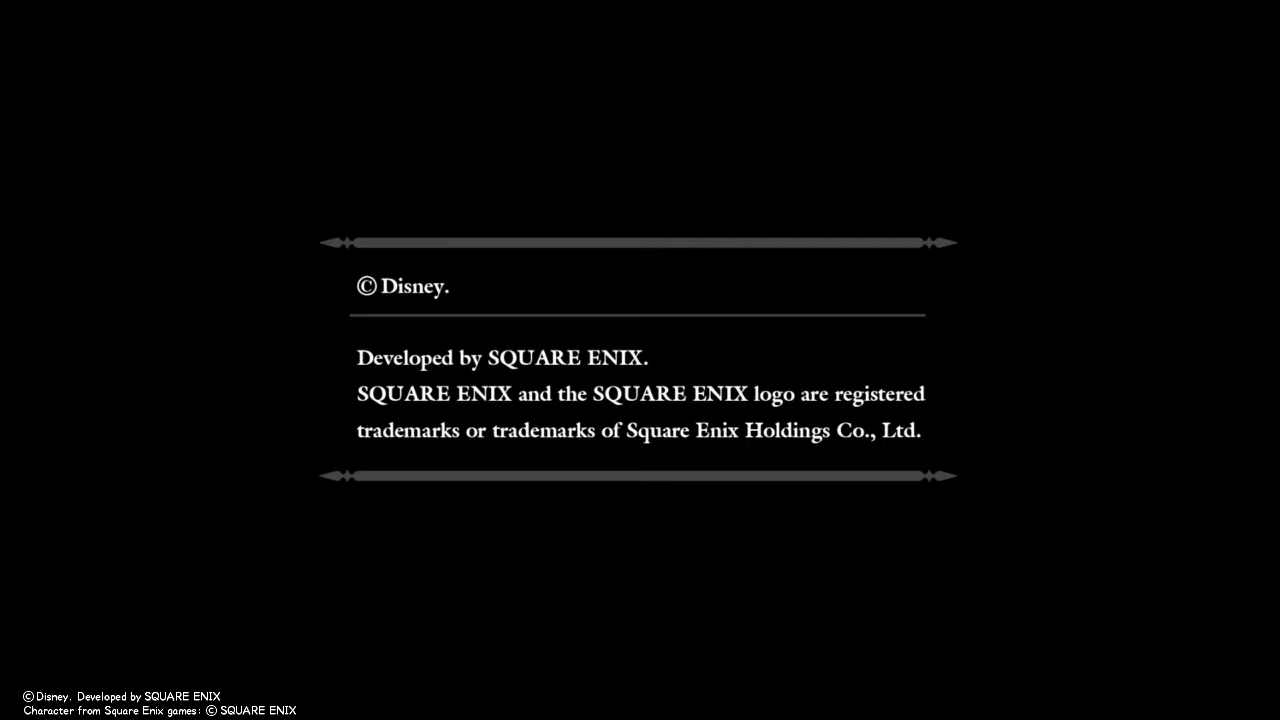 © Disney.
Developed by SQUARE ENIX.
SQUARE ENIX and the SQUARE ENIX logo are registered
trademarks or trademarks of Square Enix Holdings Co., Ltd.
© Disney. Developed by SQUARE ENIX
Character from Square Enix games: © SQUARE ENIX